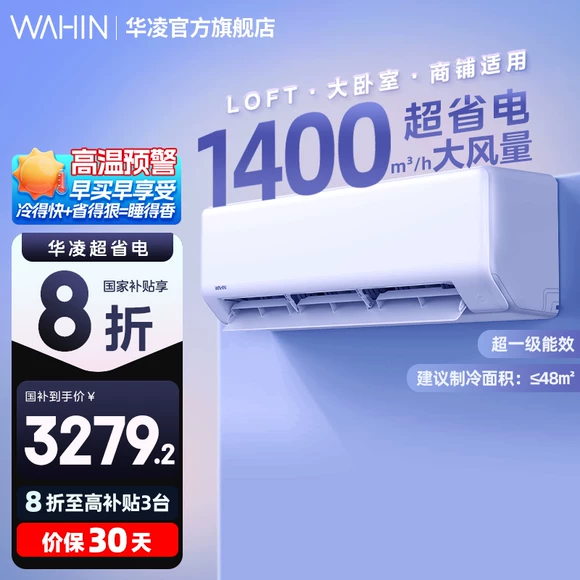 WAHIN | 华凌官方旗舰店
LOFT · 大卧室 · 商铺适用
1400m³/h
超省电
大风量
高温预警
早买早享受
冷得快+省得狠=睡得香
华凌超省电
国家补贴享
8折
国补到手价¥
3279.2
8折至高补贴3台
价保30天
WAHIN
超一级能效
建议制冷面积：≤48㎡